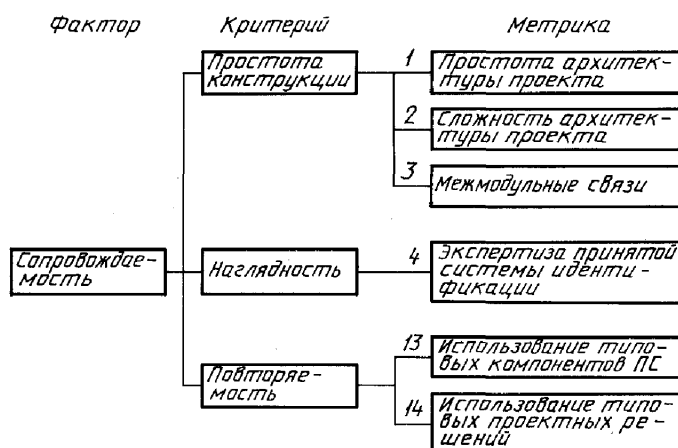 Фактор Критерий Метрика
Простота
конструкции
1
Простота архитек-
туры проекта
2
Сложность архитек-
туры проекта
3
Межмодульные связи
Сопровождае-
мость
Наглядность
4
Экспертиза принятой
системы иденти-
фикации
Повторяе-
мость
13
Использование типо-
вых компонентов ПС
14
Использование типо-
вых проектных ре-
шений